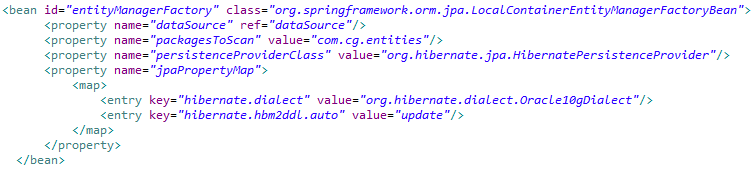 <bean id="entityManagerFactory" class="org.springframework.orm.jpa.LocalContainerEntityManagerFactoryBean">
<property name="dataSource" ref="dataSource"/>
<property name="packagesToScan" value="com.cg.entities"/>
<property name="persistenceProviderClass" value="org.hibernate.jpa.HibernatePersistenceProvider"/>
<property name="jpaPropertyMap">
<map>
<entry key="hibernate.dialect" value="org.hibernate.dialect.Oracle10gDialect"/>
<entry key="hibernate.hbm2ddl.auto" value="update"/>
</map>
</property>
</bean>